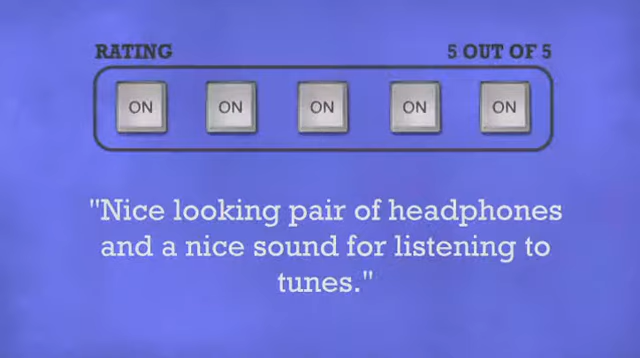 RATING 5 OUT OF 5
ON ON ON ON ON
"Nice looking pair of headphones
and a nice sound for listening to
tunes."